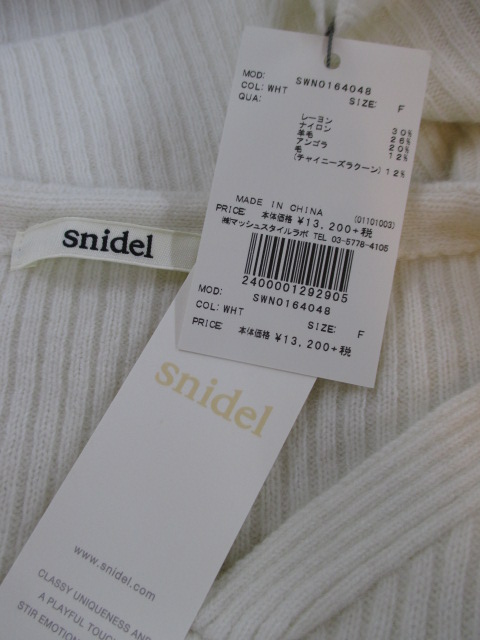 MOD: SWN0164048
COL: WHT SIZE: F
QUA:
レーヨン 30%
ナイロン 26%
羊毛 20%
アンゴラ 12%
毛
(チャイニーズラクーン) 12%
MADE IN CHINA (01101003)
PRICE: 本体価格 ¥13,200+税
㈱マッシュスタイルラボ TEL 03-5778-4106
2400001292905
MOD: SWN0164048
COL: WHT SIZE: F
PRICE: 本体価格 ¥13,200+税
snidel
snidel
www.snidel.com
CLASSY UNIQUENESS AND
A PLAYFUL TOUCH
STIR EMOTION